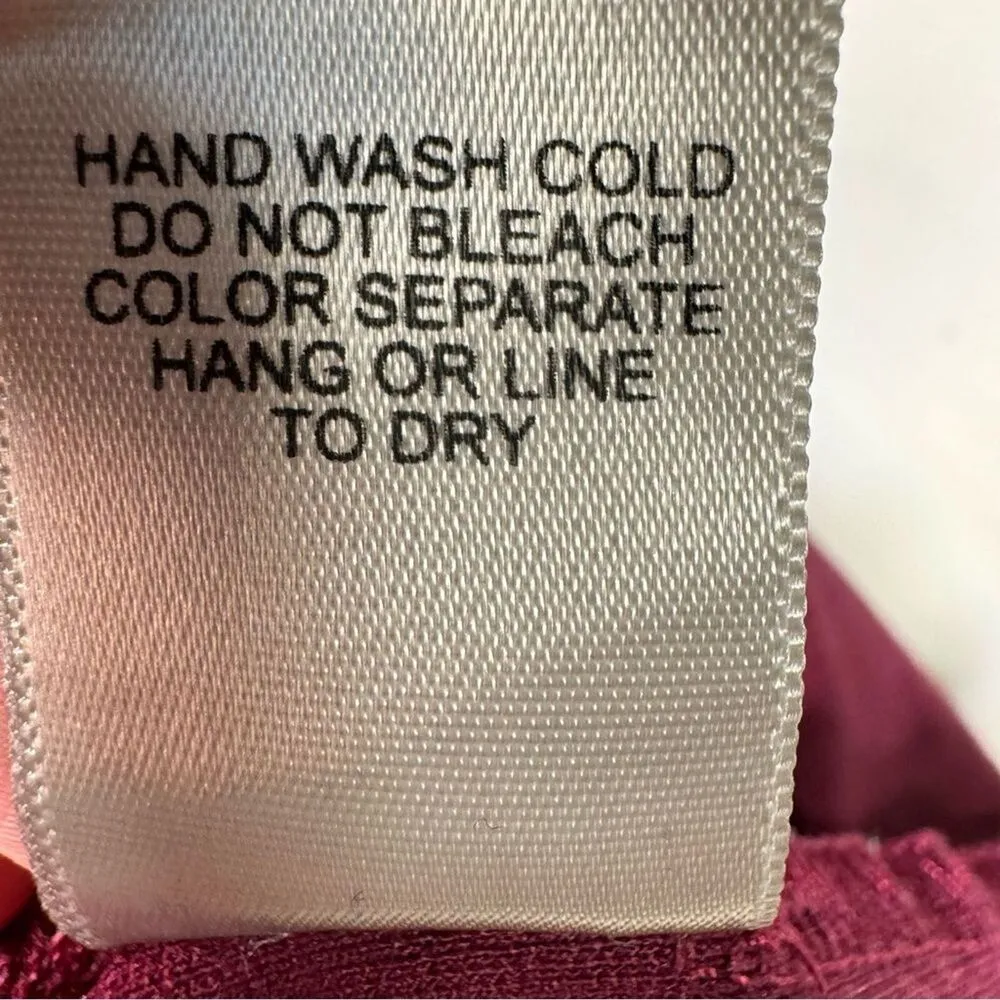 HAND WASH COLD
DO NOT BLEACH
COLOR SEPARATE
HANG OR LINE
TO DRY